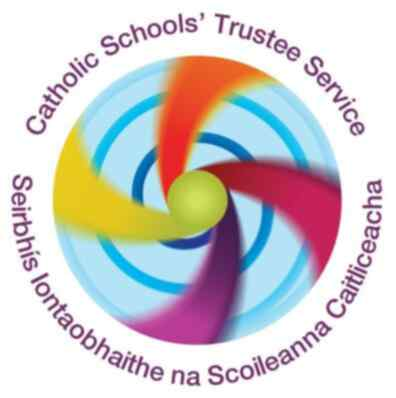 Catholic Schools' Trustee Service
Seirbhís Iontaobhaithe na Scoileanna Caitliceacha